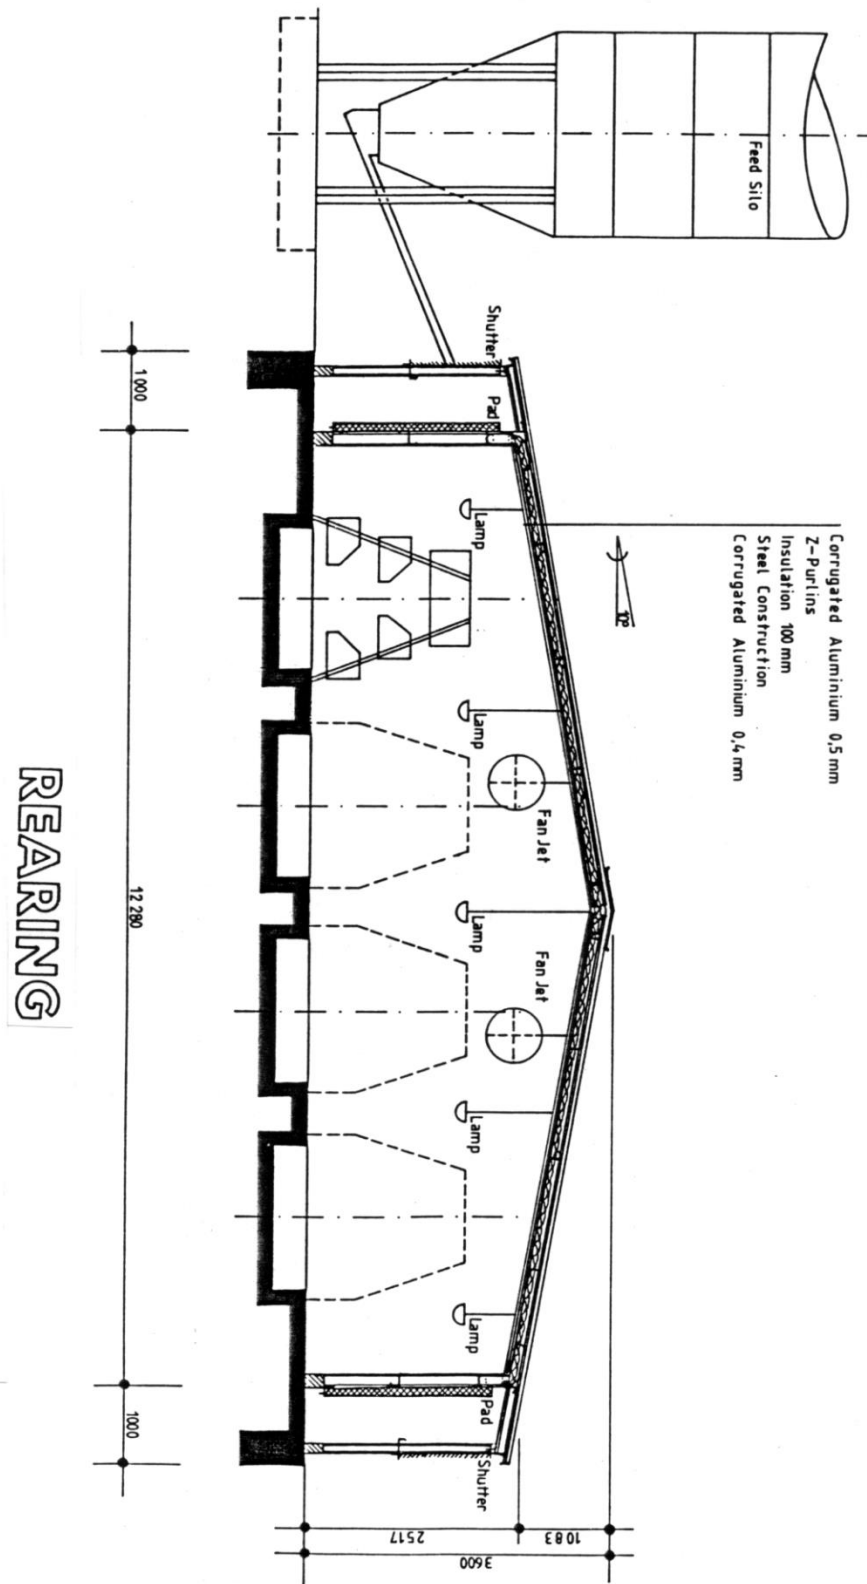 Feed Silo
Shutter
Pad
Corrugated Aluminium 0,5 mm
Z-Purlins
Insulation 100 mm
Steel Construction
Corrugated Aluminium 0,4 mm
10°
Lamp
Lamp
Fan Jet
Lamp
Fan Jet
Lamp
Lamp
Pad
Shutter
1000
12 280
1000
2517
1083
3600
REARING